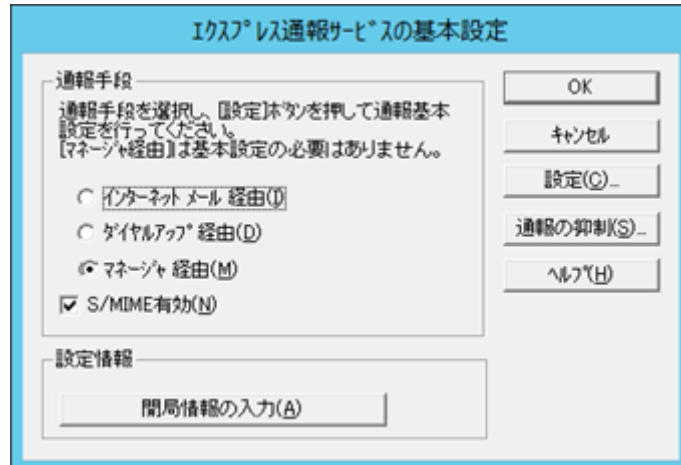 エクスプレス通報サービスの基本設定
通報手段
通報手段を選択し、[設定]ボタンを押して通報基本
設定を行ってください。
[マネージャ経由]は基本設定の必要はありません。
インターネット メール 経由(I)
ダイヤルアップ 経由(D)
マネージャ 経由(M)
S/MIME有効(N)
設定情報
開局情報の入力(A)
OK
キャンセル
設定(C)...
通報の抑制(S)...
ヘルプ(H)